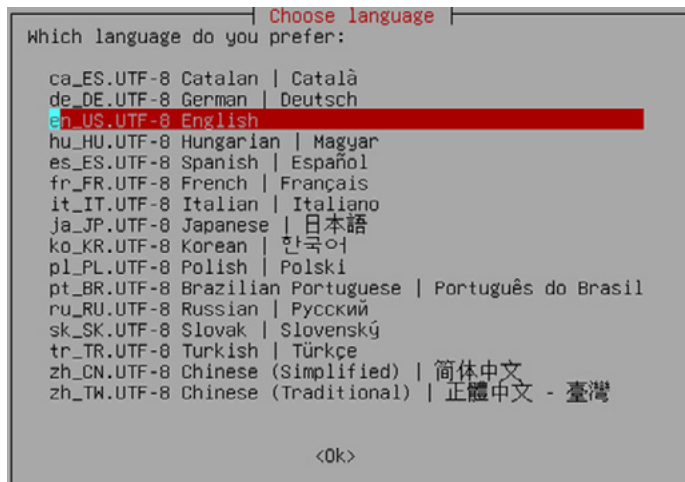 Choose language
Which language do you prefer:
ca_ES.UTF-8 Catalan | Català
de_DE.UTF-8 German | Deutsch
en_US.UTF-8 English
hu_HU.UTF-8 Hungarian | Magyar
es_ES.UTF-8 Spanish | Español
fr_FR.UTF-8 French | Français
it_IT.UTF-8 Italian | Italiano
ja_JP.UTF-8 Japanese | 日本語
ko_KR.UTF-8 Korean | 한국어
pl_PL.UTF-8 Polish | Polski
pt_BR.UTF-8 Brazilian Portuguese | Português do Brasil
ru_RU.UTF-8 Russian | Русский
sk_SK.UTF-8 Slovak | Slovenský
tr_TR.UTF-8 Turkish | Türkçe
zh_CN.UTF-8 Chinese (Simplified) | 简体中文
zh_TW.UTF-8 Chinese (Traditional) | 正體中文 - 臺灣
<Ok>